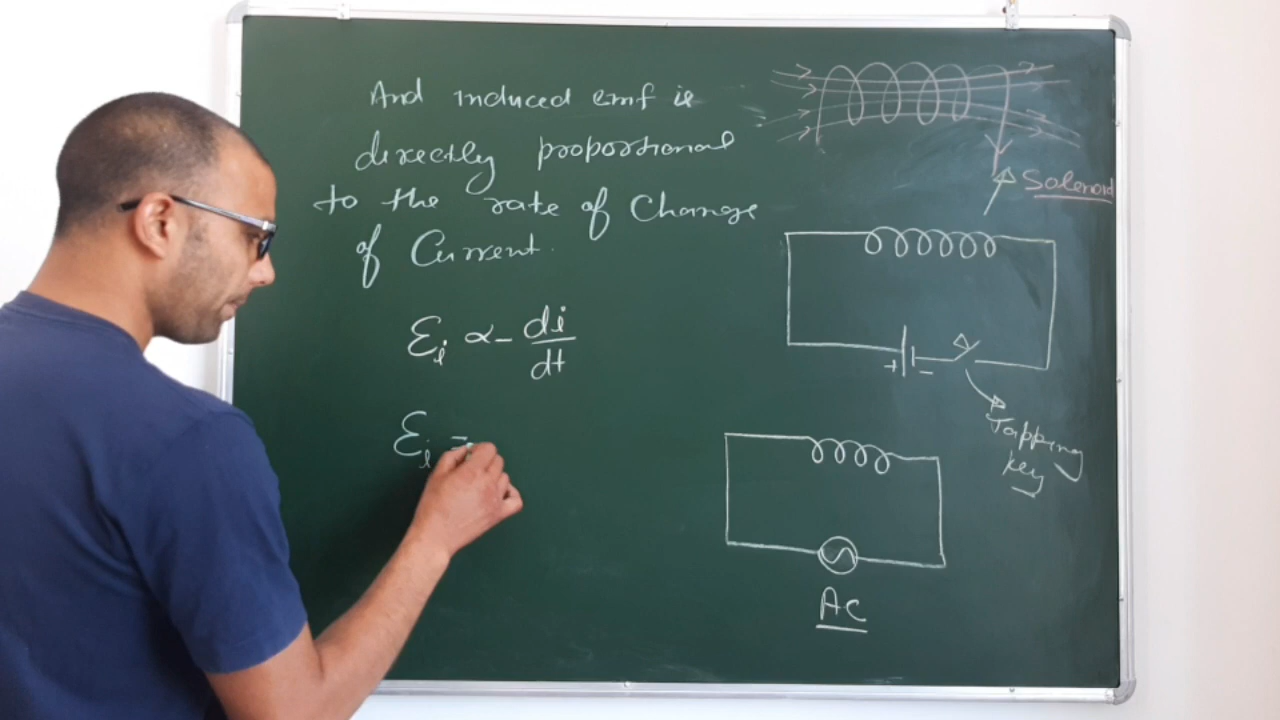 And induced emf is
directly proportional
to the rate of Change
of Current.
Ɛi ∝ - di/dt
Ɛi =
Solenoid
+ -
Tapping
key
AC